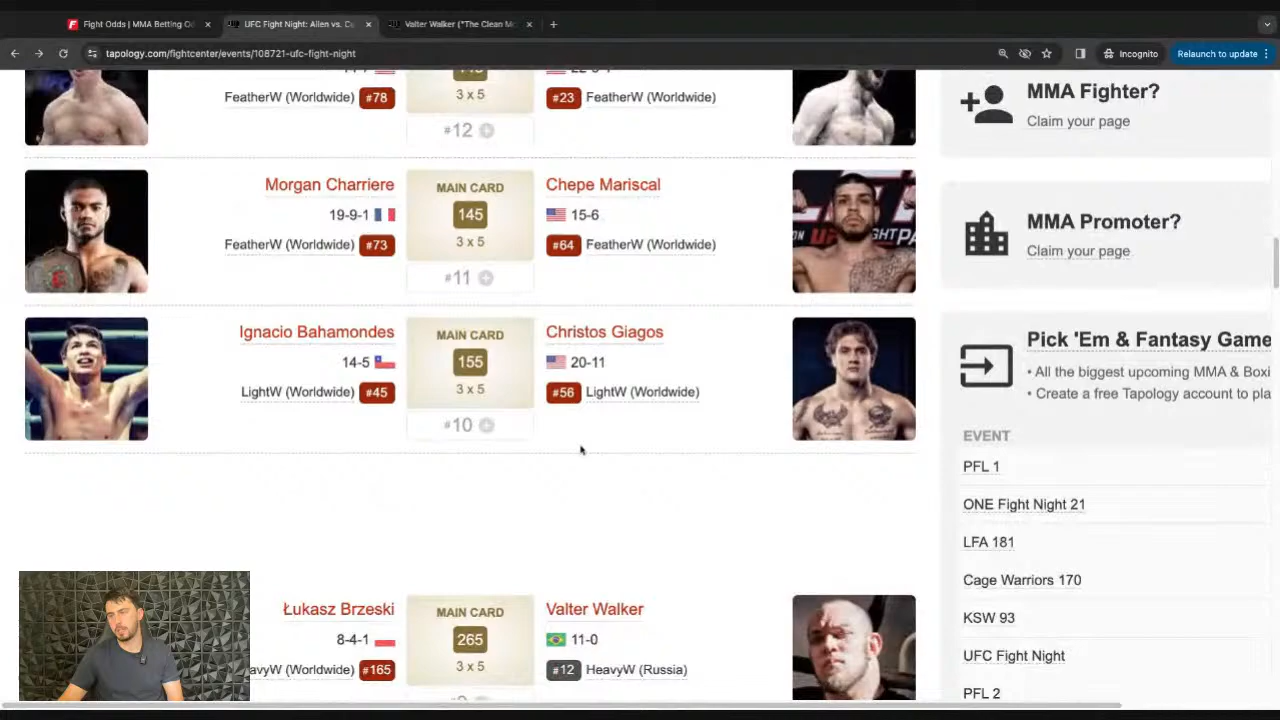 Fight Odds | MMA Betting Od
UFC Fight Night: Allen vs. Cu
Valter Walker ("The Clean Mo
tapology.com/fightcenter/events/108721-ufc-fight-night
Incognito
Relaunch to update
FeatherW (Worldwide) #78
3 x 5
#23 FeatherW (Worldwide)
#12
Morgan Charriere
MAIN CARD
Chepe Mariscal
19-9-1
145
15-6
FeatherW (Worldwide) #73
3 x 5
#64 FeatherW (Worldwide)
#11
Ignacio Bahamondes
MAIN CARD
Christos Giagos
14-5
155
20-11
LightW (Worldwide) #45
3 x 5
#56 LightW (Worldwide)
#10
Łukasz Brzeski
MAIN CARD
Valter Walker
8-4-1
265
11-0
avyW (Worldwide) #165
3 x 5
#12 HeavyW (Russia)
MMA Fighter?
Claim your page
MMA Promoter?
Claim your page
Pick 'Em & Fantasy Game
• All the biggest upcoming MMA & Boxi
• Create a free Tapology account to pla
EVENT
PFL 1
ONE Fight Night 21
LFA 181
Cage Warriors 170
KSW 93
UFC Fight Night
PFL 2